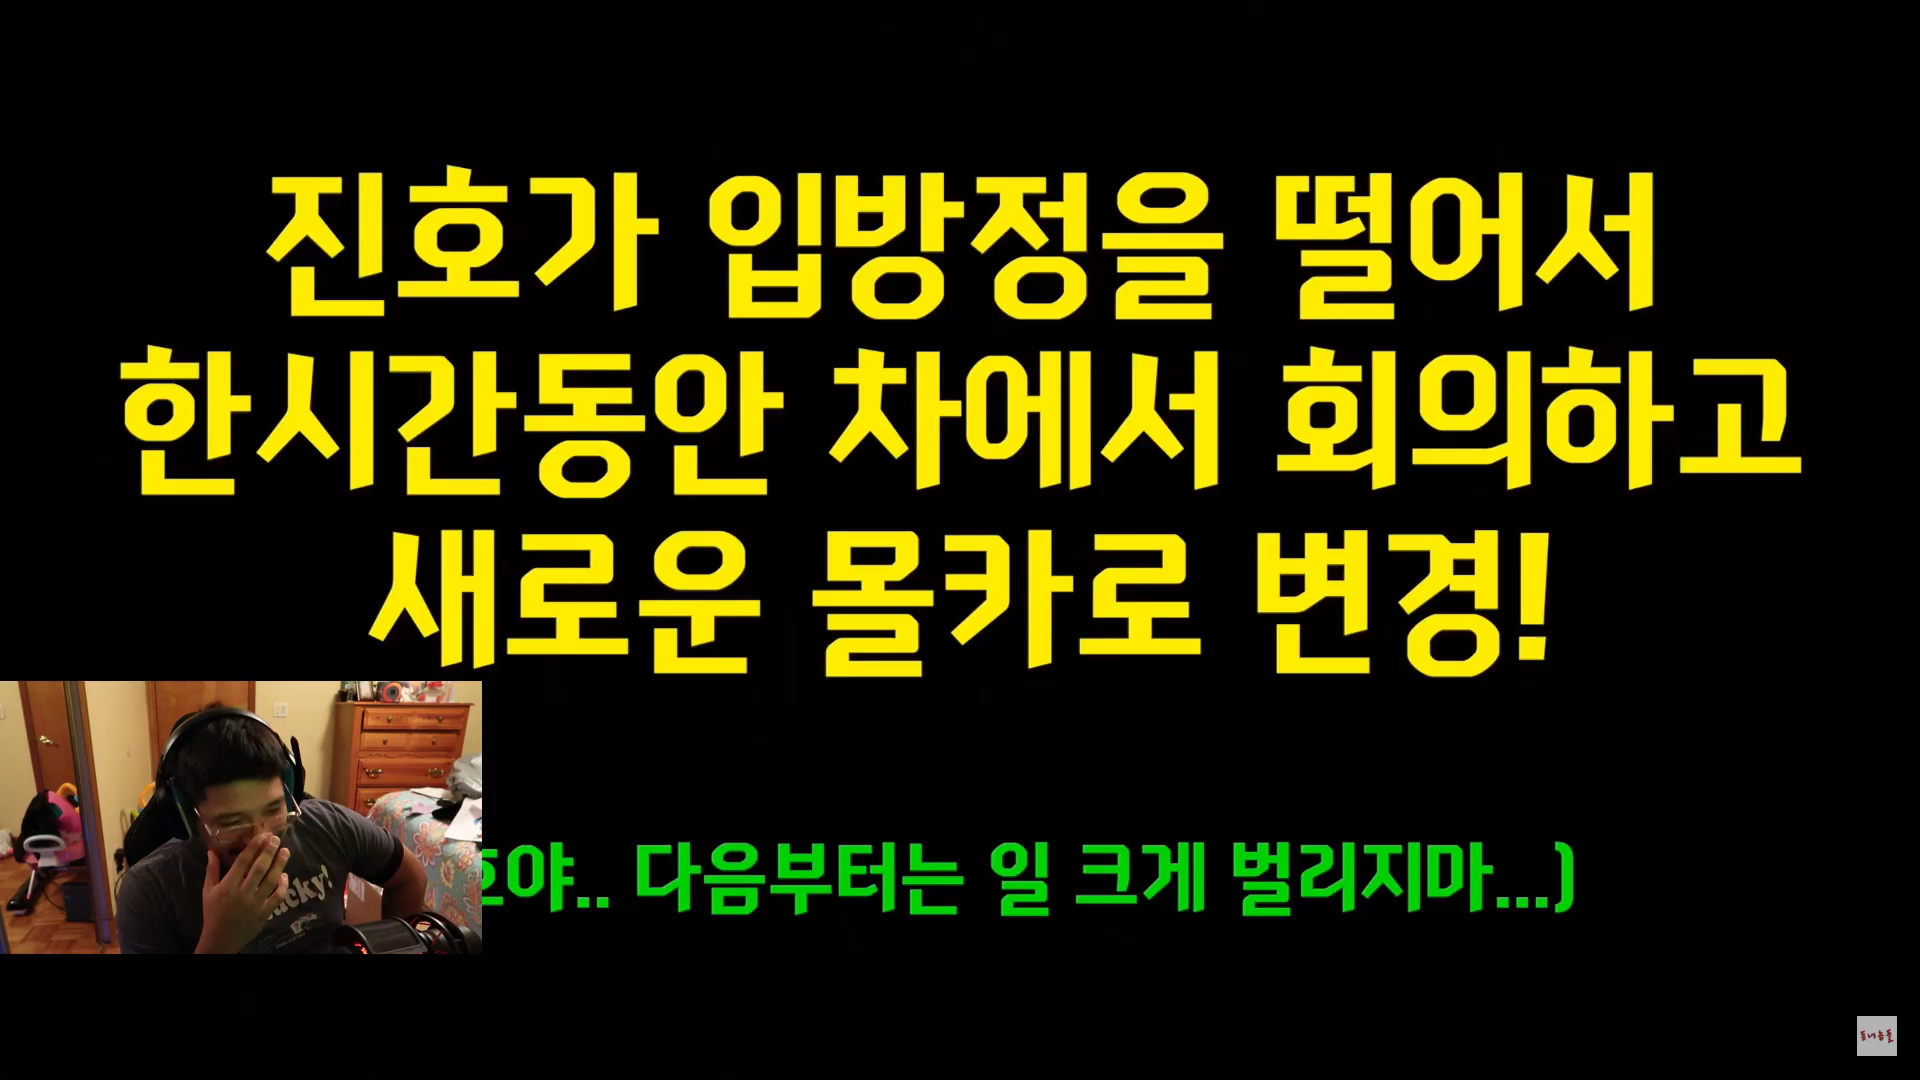 진호가 입방정을 떨어서
한시간동안 차에서 회의하고
새로운 몰카로 변경!
다음부터는 일 크게 벌리지마...)